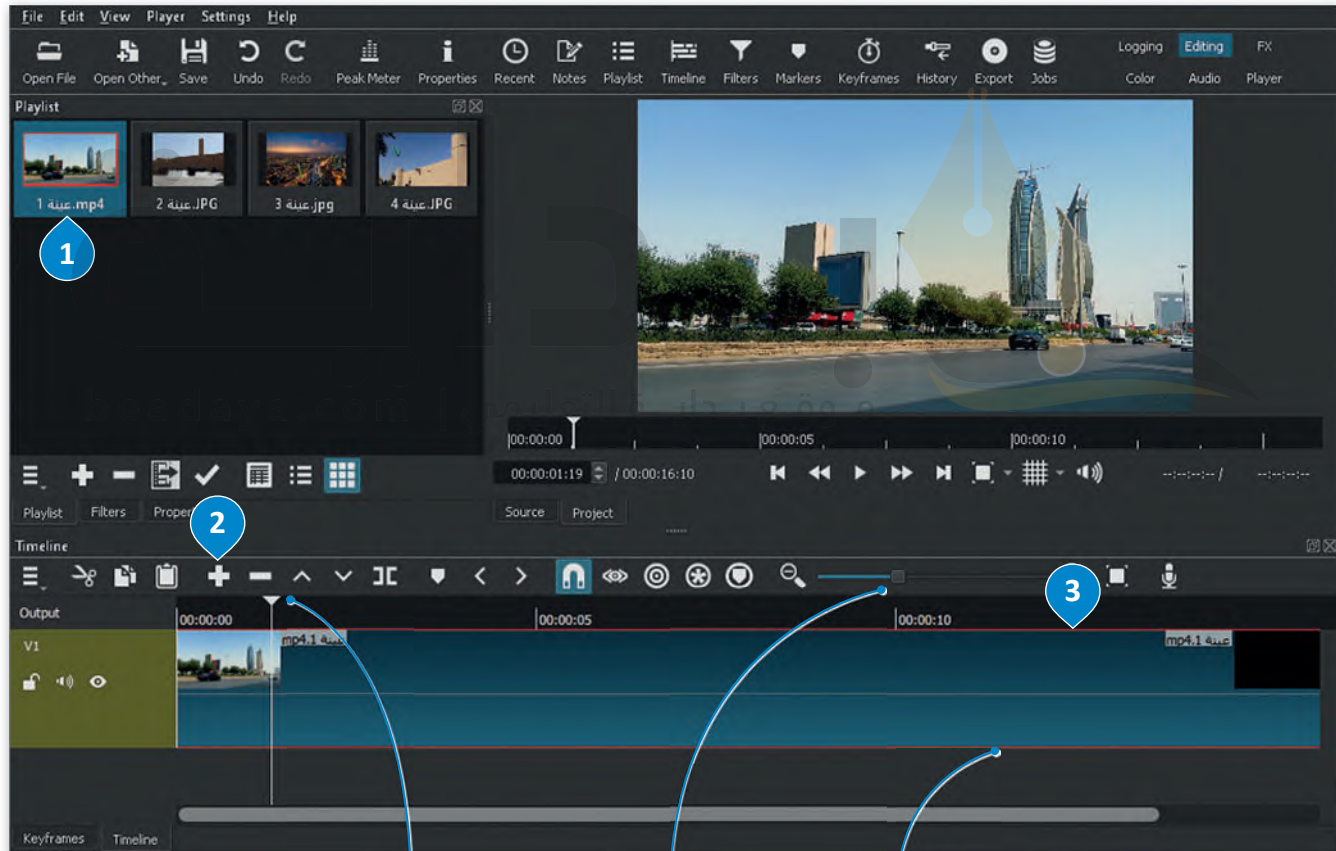 File Edit View Player Settings Help
Open File Open Other... Save Undo Redo Peak Meter Properties Recent Notes Playlist Timeline Filters Markers Keyframes History Export Jobs
Logging Editing FX
Color Audio Player
Playlist
عينة 1.mp4
عينة 2.JPG
عينة 3.jpg
عينة 4.JPG
1
00:00:00 00:00:05 00:00:10
00:00:01:19 / 00:00:16:10 --:--:--:-- / --:--:--:--
Playlist Filters
2
Source Project
Timeline
3
Output
00:00:00 00:00:05 00:00:10
V1
عينة 1.mp4
عينة 1.mp4
Keyframes Timeline